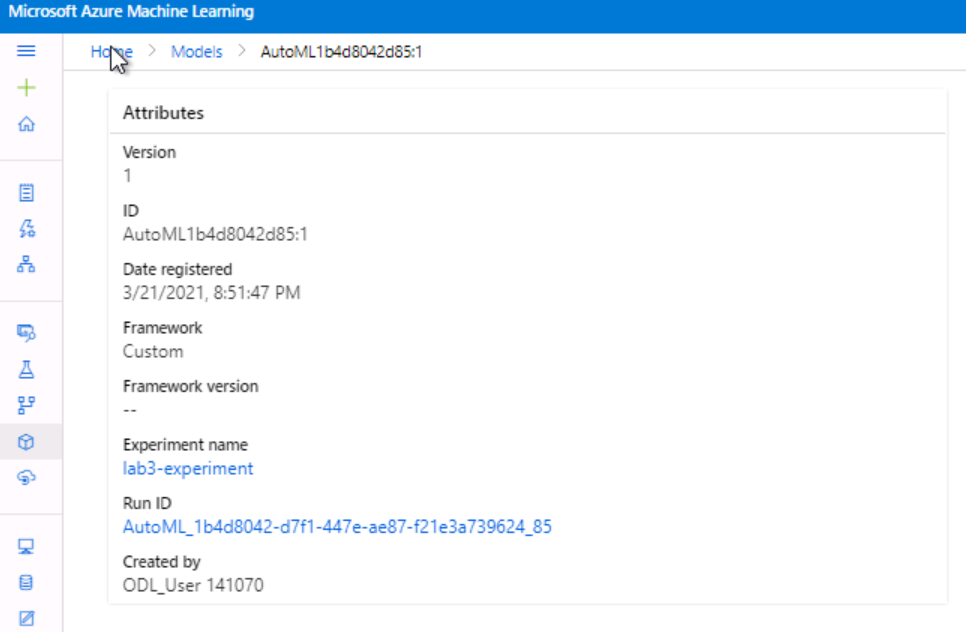 Microsoft Azure Machine Learning
Home > Models > AutoML1b4d8042d85:1
Attributes
Version
1
ID
AutoML1b4d8042d85:1
Date registered
3/21/2021, 8:51:47 PM
Framework
Custom
Framework version
--
Experiment name
lab3-experiment
Run ID
AutoML_1b4d8042-d7f1-447e-ae87-f21e3a739624_85
Created by
ODL_User 141070